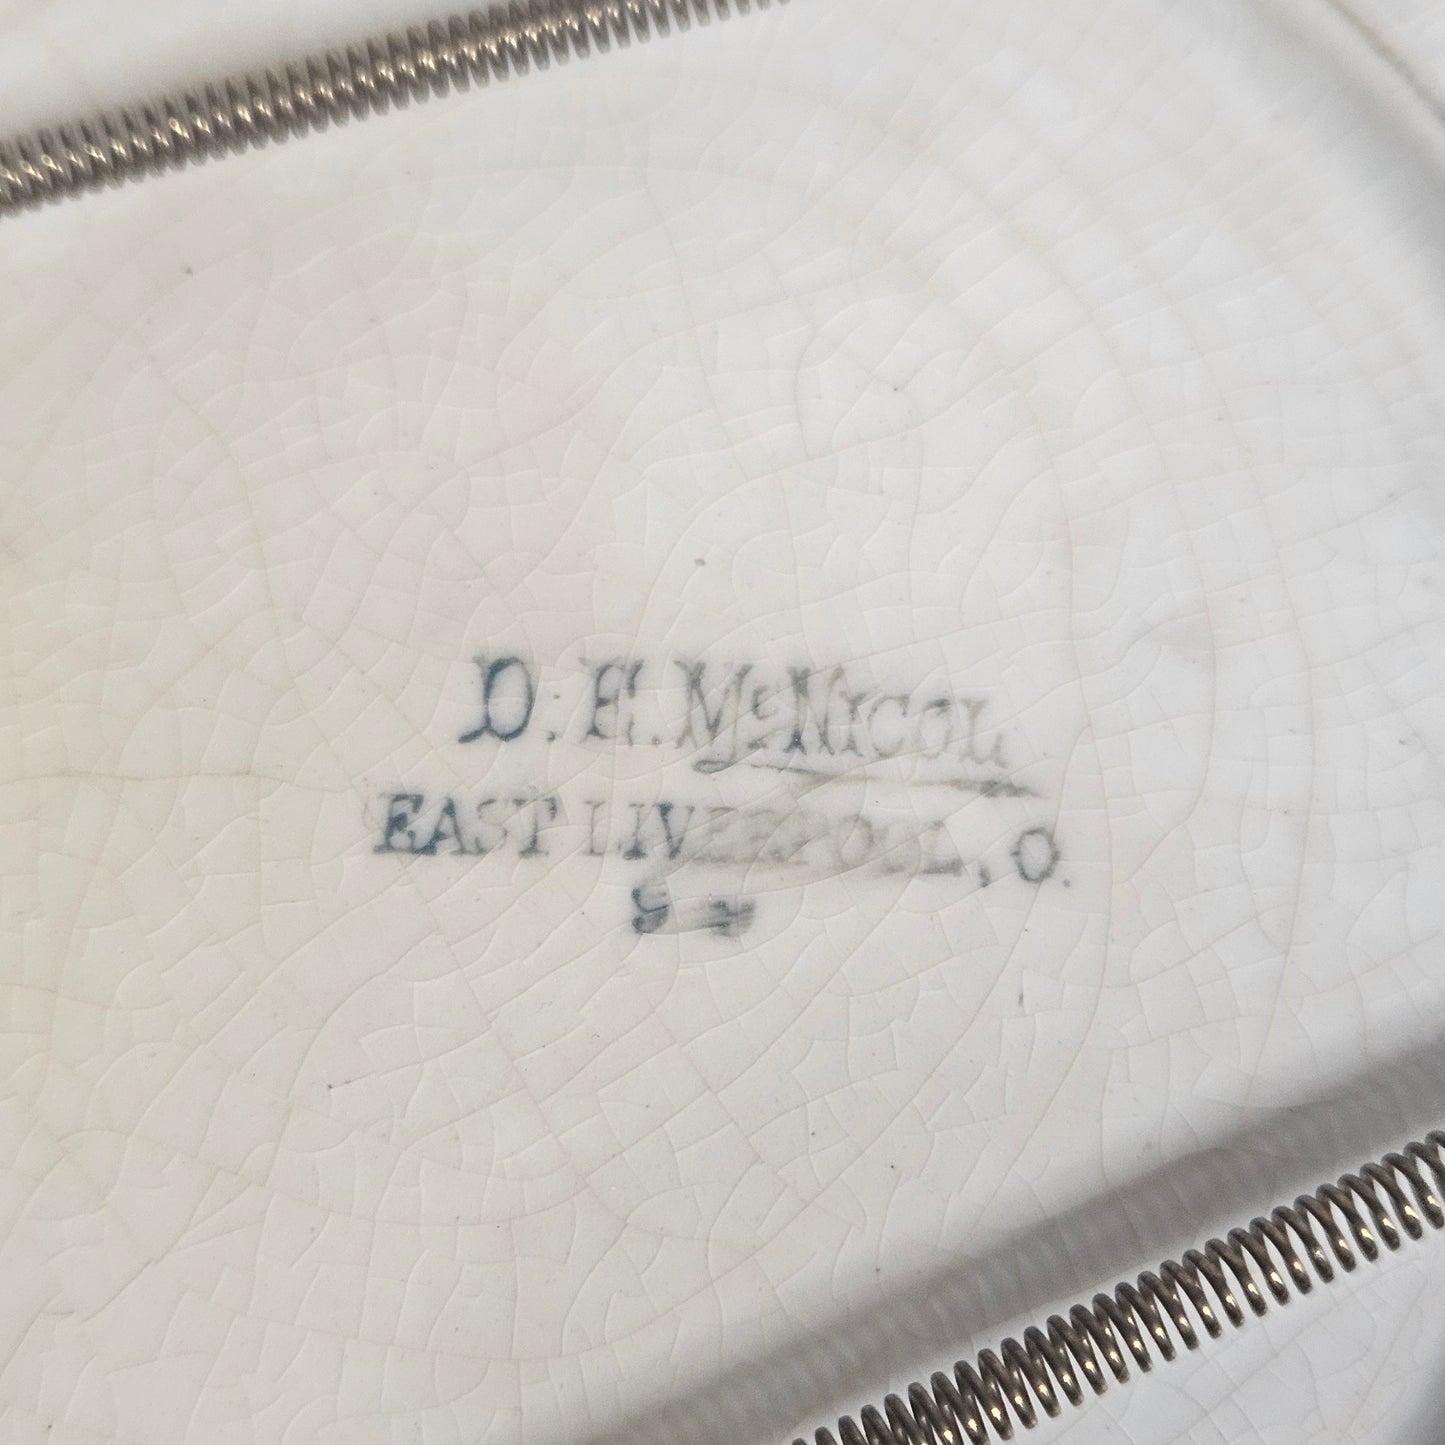 D. E. McNICOL
EAST LIVERPOOL, O.